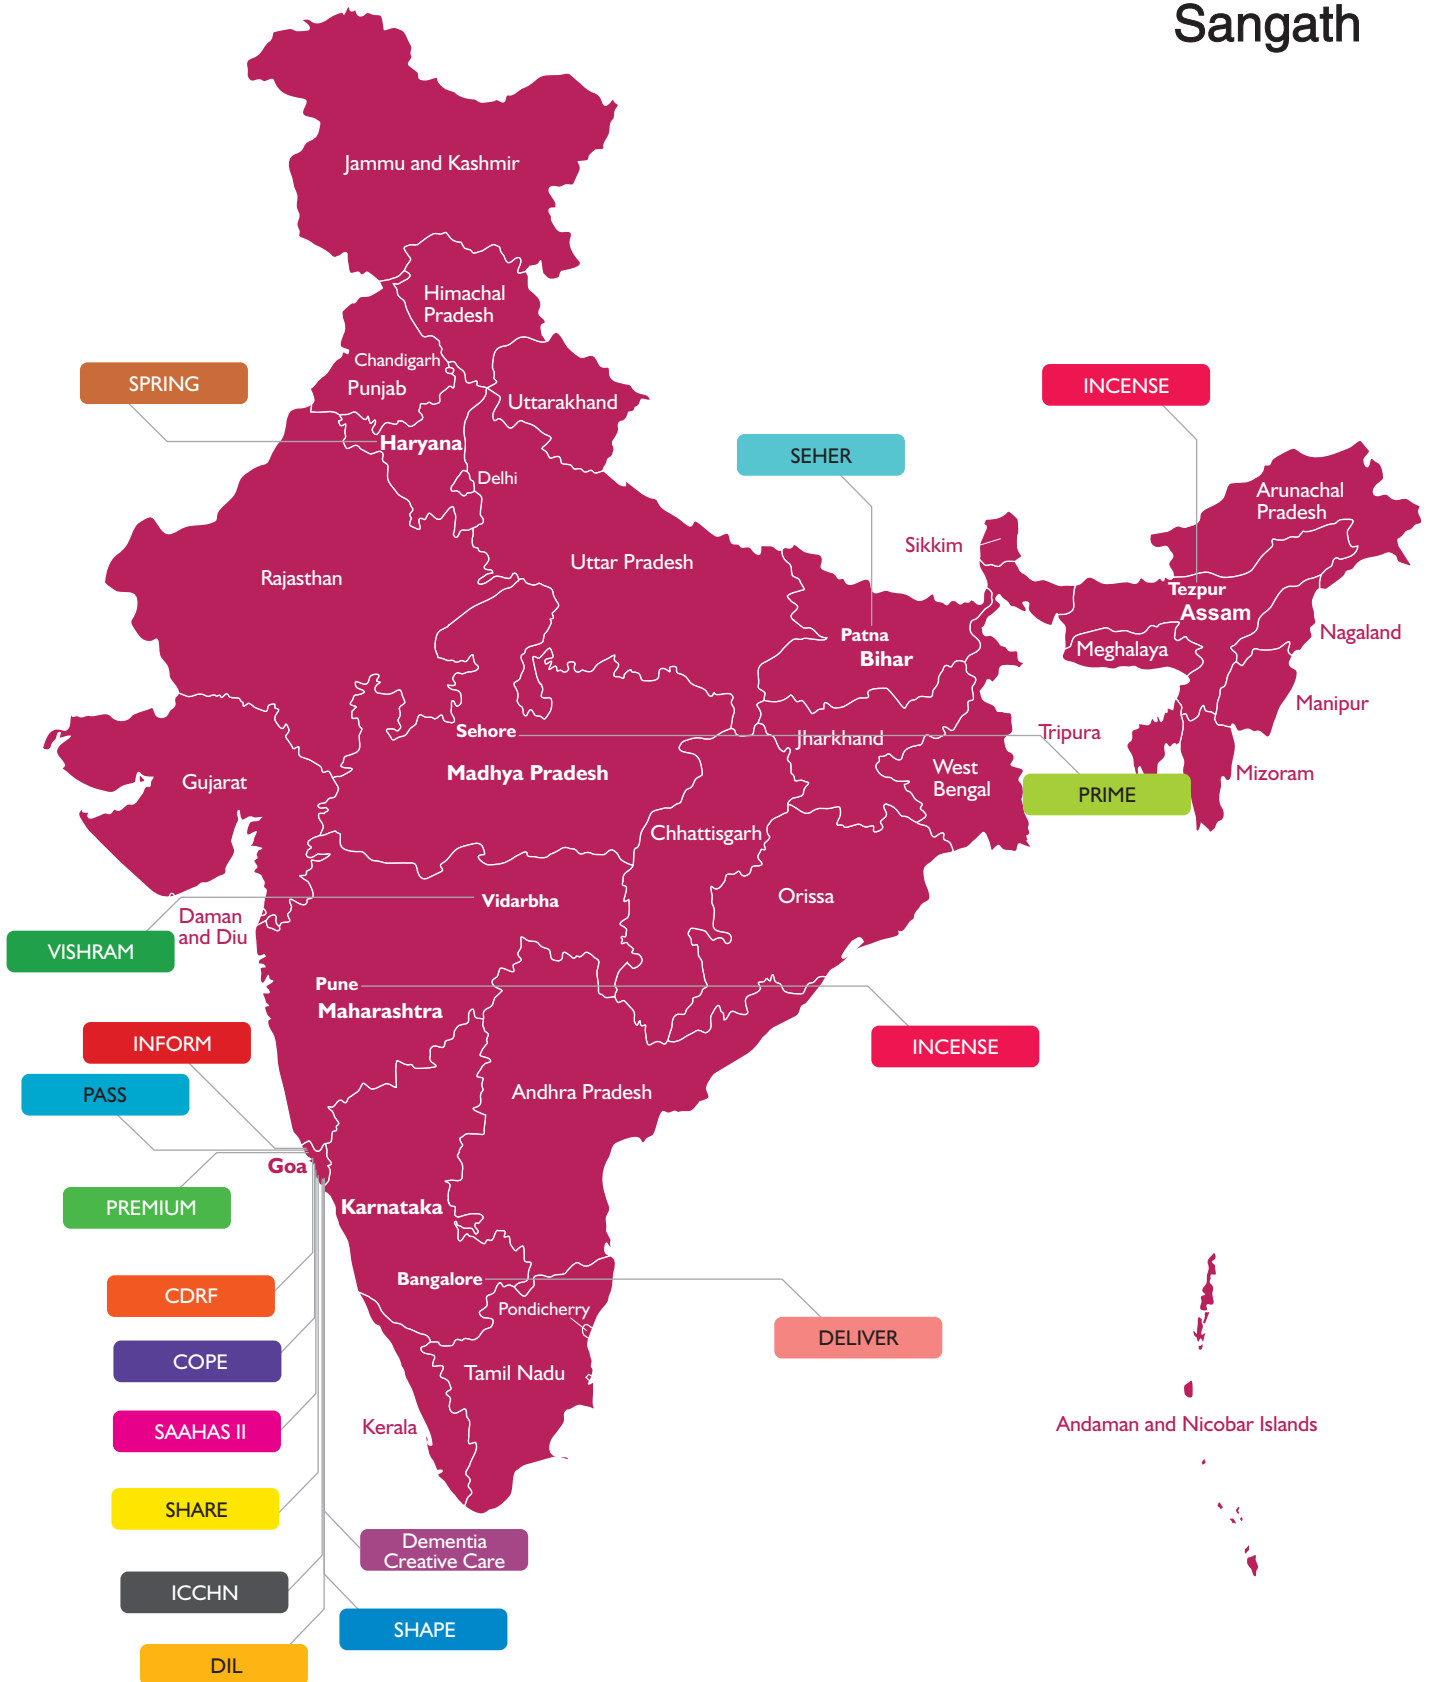 Sangath
Jammu and Kashmir
Himachal
Pradesh
Chandigarh
Punjab
SPRING
INCENSE
Uttarakhand
Haryana
SEHER
Delhi
Arunachal
Pradesh
Sikkim
Uttar Pradesh
Rajasthan
Tezpur
Assam
Nagaland
Patna
Bihar
Meghalaya
Manipur
Sehore
Tripura
Jharkhand
Madhya Pradesh
West
Bengal
Mizoram
Gujarat
PRIME
Chhattisgarh
Orissa
Vidarbha
Daman
and Diu
VISHRAM
Pune
Maharashtra
INFORM
INCENSE
PASS
Andhra Pradesh
Goa
PREMIUM
Karnataka
Bangalore
CDRF
Pondicherry
DELIVER
COPE
Tamil Nadu
Kerala
Andaman and Nicobar Islands
SAAHAS II
SHARE
Dementia
Creative Care
ICCHN
SHAPE
DIL